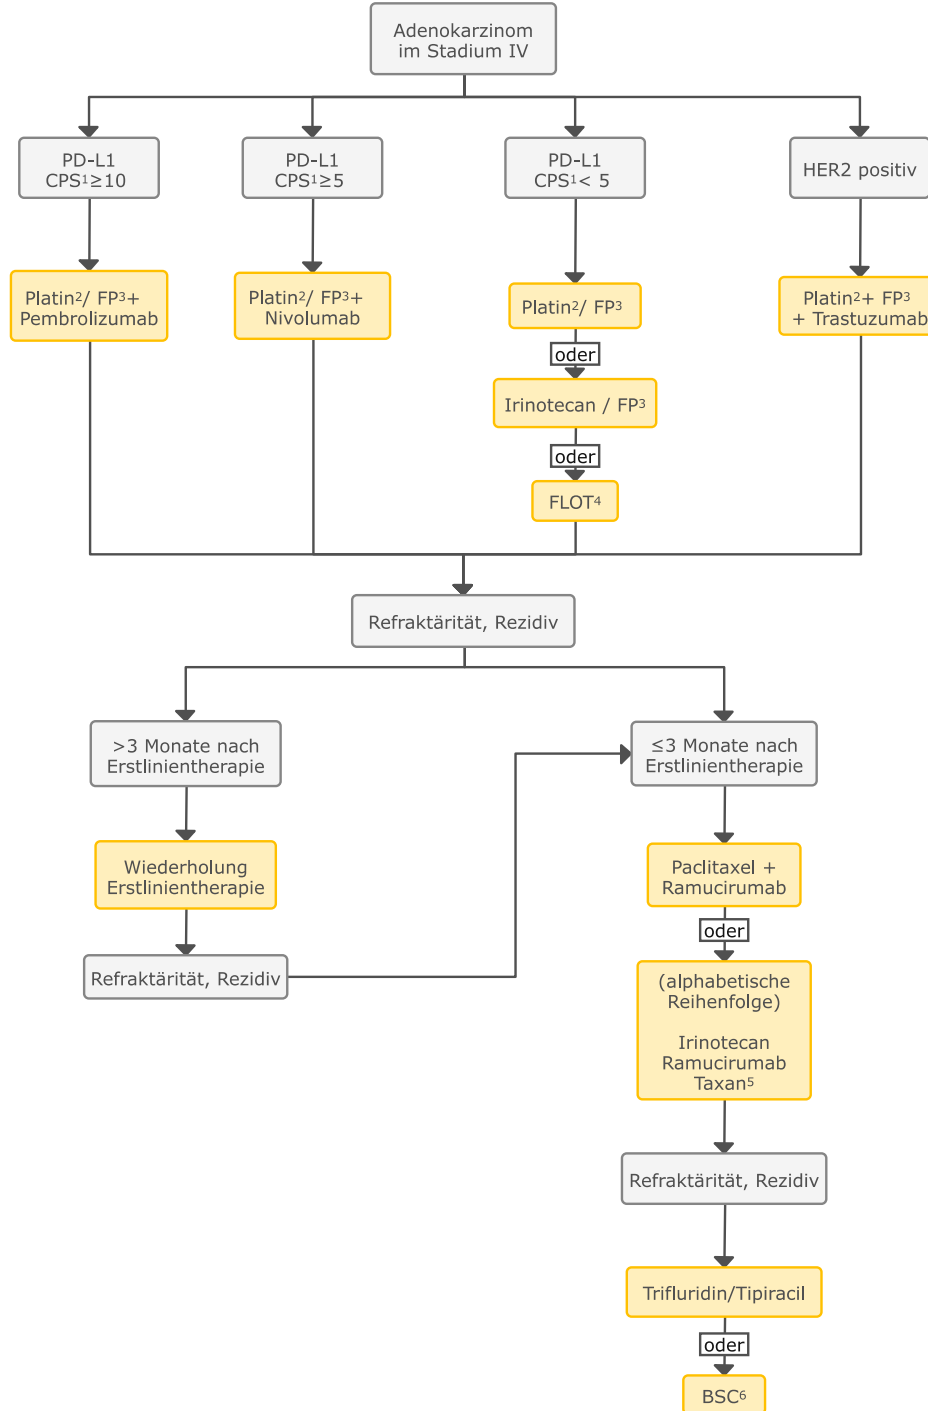 Adenokarzinom
im Stadium IV
PD-L1
CPS¹≥10
PD-L1
CPS¹≥5
PD-L1
CPS¹< 5
HER2 positiv
Platin²/ FP³+
Pembrolizumab
Platin²/ FP³+
Nivolumab
Platin²/ FP³
Platin²+ FP³
+ Trastuzumab
oder
Irinotecan / FP³
oder
FLOT⁴
Refraktärität, Rezidiv
>3 Monate nach
Erstlinientherapie
≤3 Monate nach
Erstlinientherapie
Wiederholung
Erstlinientherapie
Paclitaxel +
Ramucirumab
oder
Refraktärität, Rezidiv
(alphabetische
Reihenfolge)
Irinotecan
Ramucirumab
Taxan⁵
Refraktärität, Rezidiv
Trifluridin/Tipiracil
oder
BSC⁶